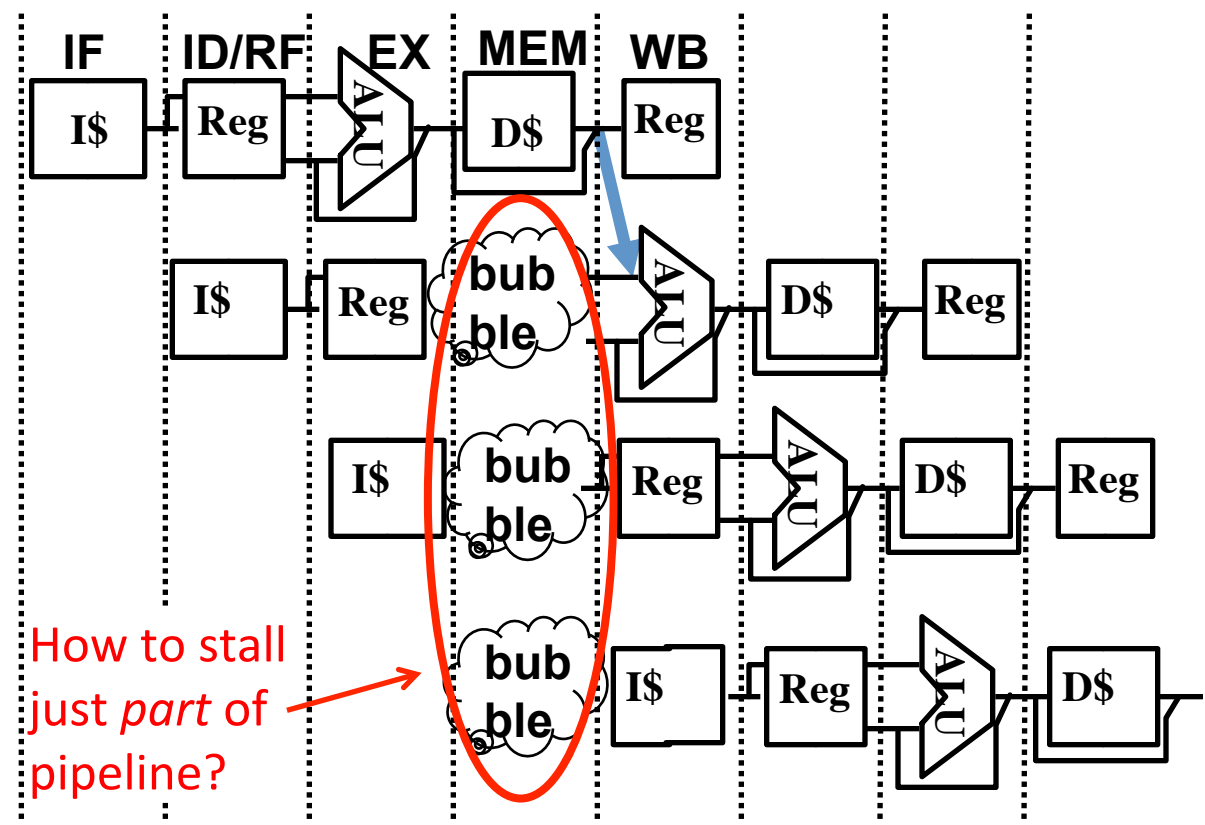 IF ID/RF EX MEM WB
I$ Reg ALU D$ Reg
I$ Reg bub ALU D$ Reg
ble
I$ bub Reg ALU D$ Reg
ble
How to stall bub I$ Reg ALU D$
just part of ble
pipeline?